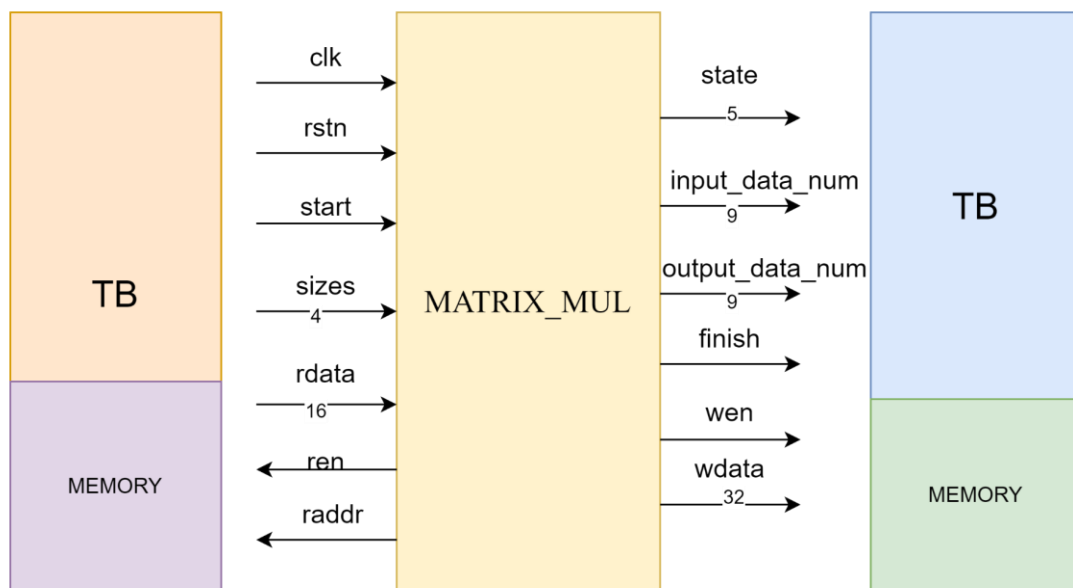 TB
MEMORY
clk
rstn
start
sizes
4
rdata
16
ren
raddr
MATRIX_MUL
state
5
input_data_num
9
output_data_num
9
finish
wen
wdata
32
TB
MEMORY